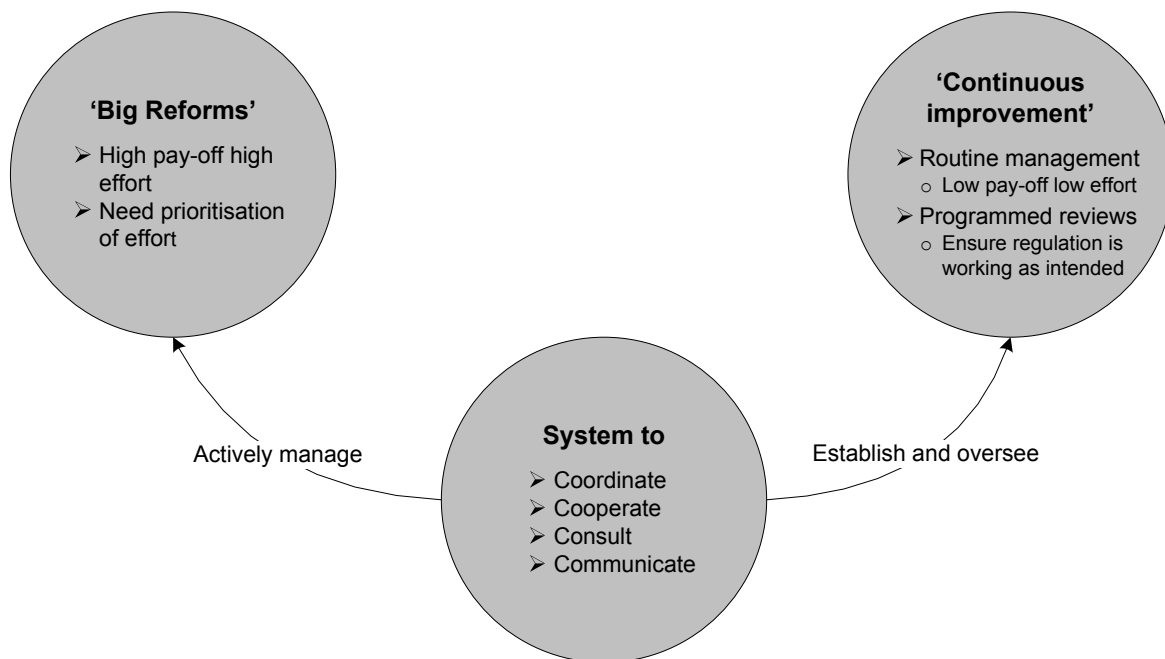 ‘Big Reforms’
➢ High pay-off high
effort
➢ Need prioritisation
of effort
‘Continuous
improvement’
➢ Routine management
o Low pay-off low effort
➢ Programmed reviews
o Ensure regulation is
working as intended
Actively manage
Establish and oversee
System to
➢ Coordinate
➢ Cooperate
➢ Consult
➢ Communicate